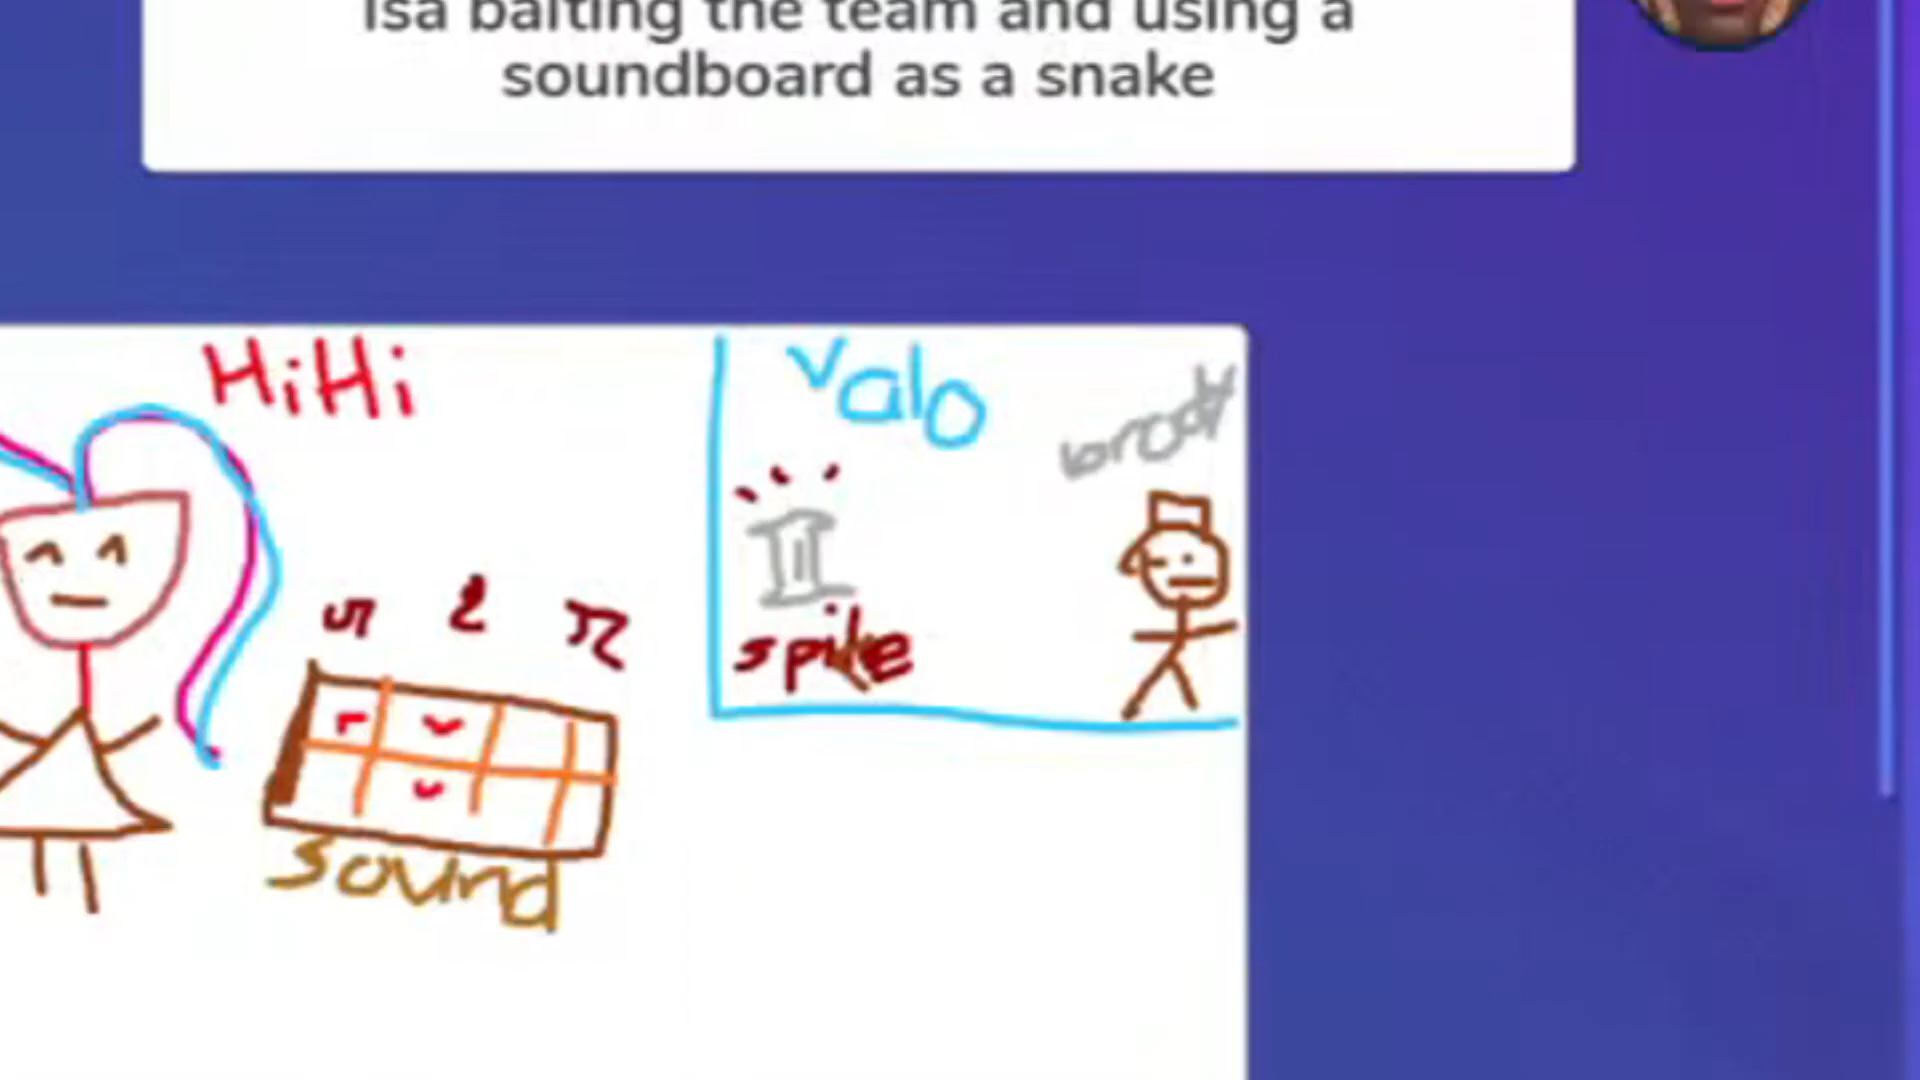 Isa baiting the team and using a
soundboard as a snake
HiHi
valo
spike
sound